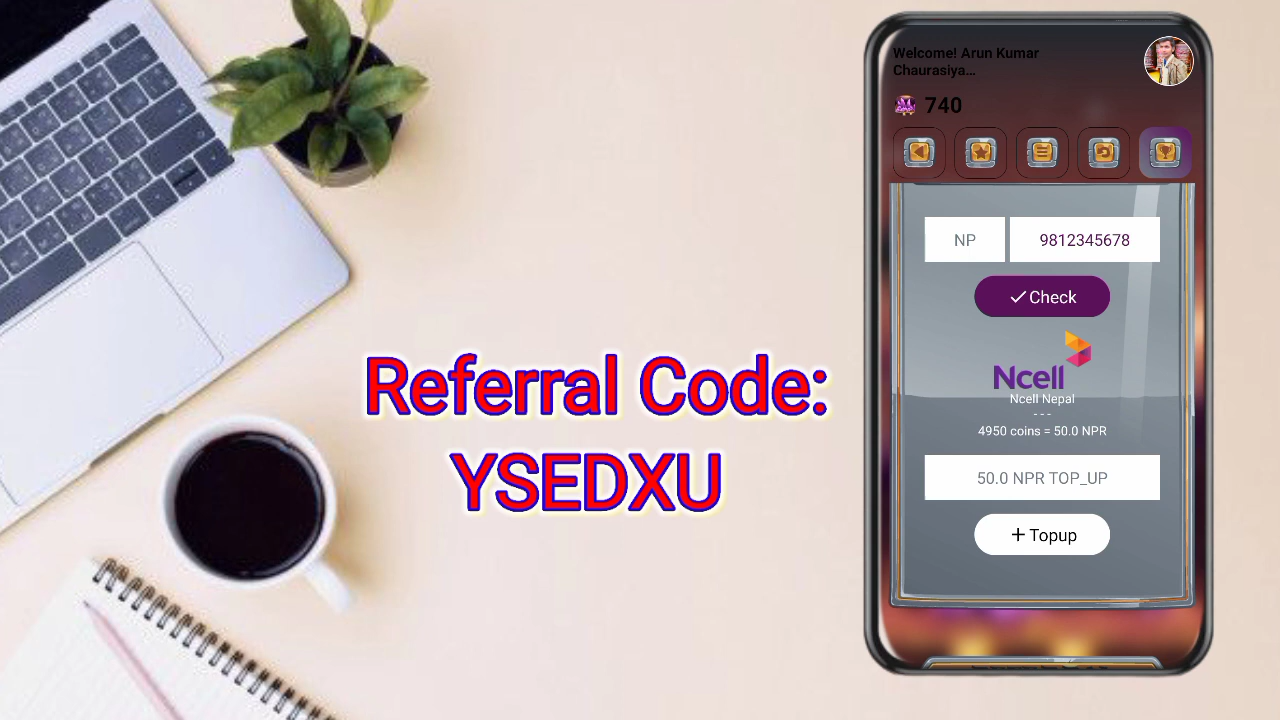 Referral Code:
YSEDXU
Welcome! Arun Kumar
Chaurasiya...
740
NP
9812345678
✓Check
Ncell
Ncell Nepal
---
4950 coins = 50.0 NPR
50.0 NPR TOP_UP
+ Topup